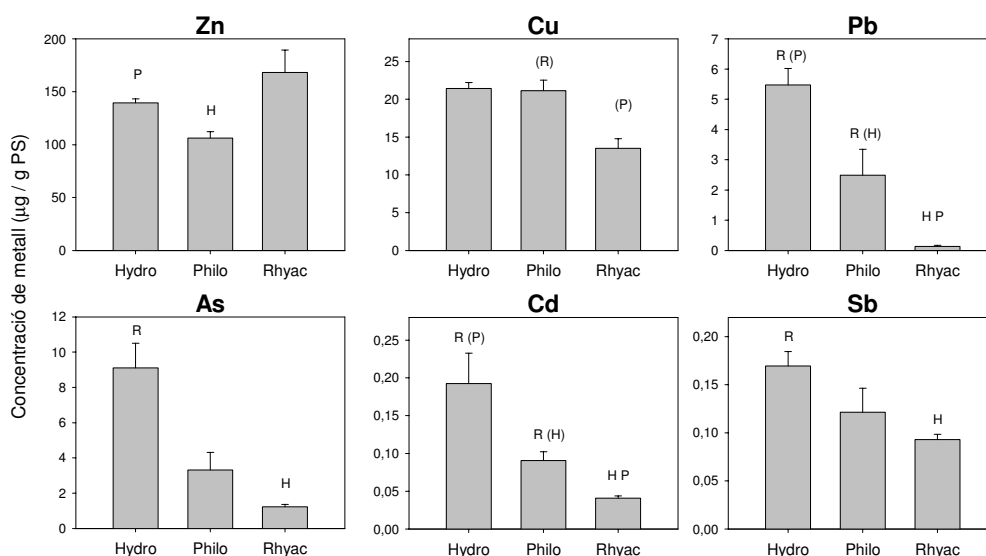 Zn
Cu
Pb
Concentració de metall (µg / g PS)
200
150
100
50
0
P
H
Hydro Philo Rhyac
25
20
15
10
5
0
(R)
(P)
Hydro Philo Rhyac
7
6
5
4
3
2
1
0
R (P)
R (H)
H P
Hydro Philo Rhyac
As
Cd
Sb
12
10
8
6
4
2
0
R
H
Hydro Philo Rhyac
0,25
0,20
0,15
0,10
0,05
0,00
R (P)
R (H)
H P
Hydro Philo Rhyac
0,20
0,15
0,10
0,05
0,00
R
H
Hydro Philo Rhyac